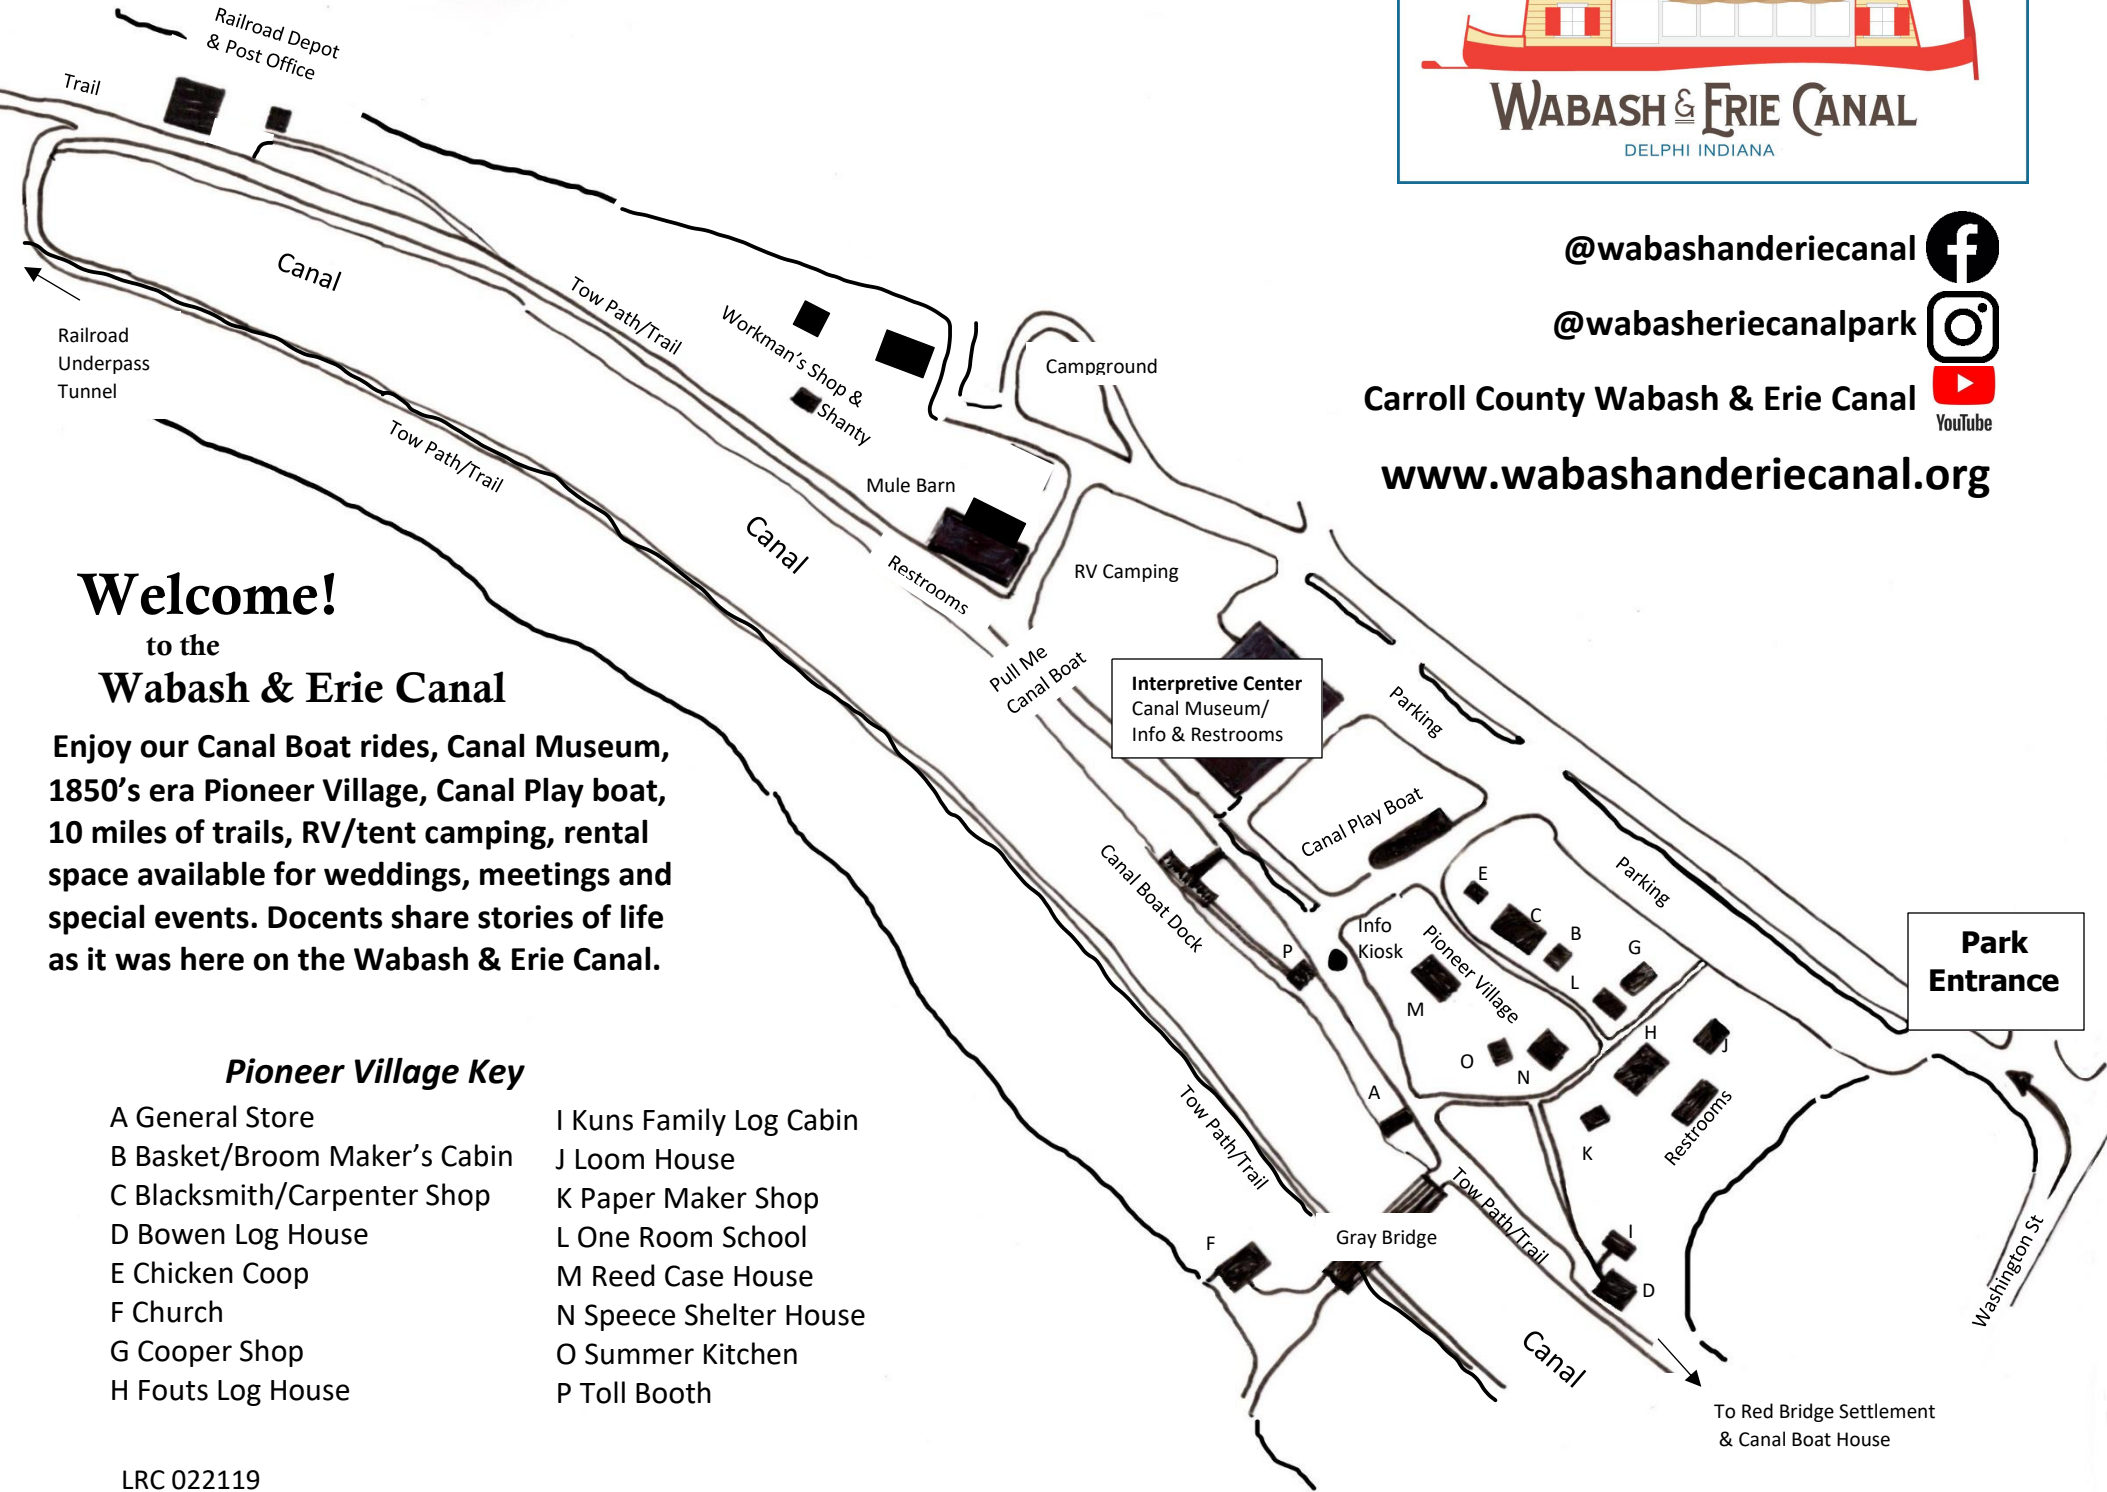 Railroad Depot
& Post Office
Trail
WABASH & ERIE CANAL
DELPHI INDIANA
@wabashanderiecanal
@wabasheriecanalpark
Carroll County Wabash & Erie Canal
YouTube
www.wabashanderiecanal.org
Canal
Railroad
Underpass
Tunnel
Tow Path/Trail
Workman's Shop &
Shanty
Campground
Tow Path/Trail
Mule Barn
Canal
Restrooms
RV Camping
Pull Me
Canal Boat
Interpretive Center
Canal Museum/
Info & Restrooms
Parking
Welcome!
to the
Wabash & Erie Canal
Enjoy our Canal Boat rides, Canal Museum,
1850’s era Pioneer Village, Canal Play boat,
10 miles of trails, RV/tent camping, rental
space available for weddings, meetings and
special events. Docents share stories of life
as it was here on the Wabash & Erie Canal.
Canal Play Boat
Canal Boat Dock
Parking
E
C
B
G
L
Info
Kiosk
Pioneer Village
P
M
O
N
H
J
Park
Entrance
A
K
Restrooms
Tow Path/Trail
Tow Path/Trail
Gray Bridge
F
I
D
Washington St
Canal
To Red Bridge Settlement
& Canal Boat House
Pioneer Village Key
A General Store
B Basket/Broom Maker’s Cabin
C Blacksmith/Carpenter Shop
D Bowen Log House
E Chicken Coop
F Church
G Cooper Shop
H Fouts Log House
I Kuns Family Log Cabin
J Loom House
K Paper Maker Shop
L One Room School
M Reed Case House
N Speece Shelter House
O Summer Kitchen
P Toll Booth
LRC 022119